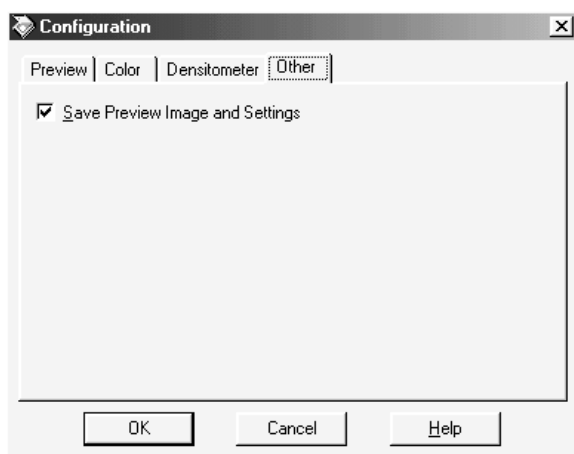 Configuration
Preview Color Densitometer Other
Save Preview Image and Settings
OK Cancel Help